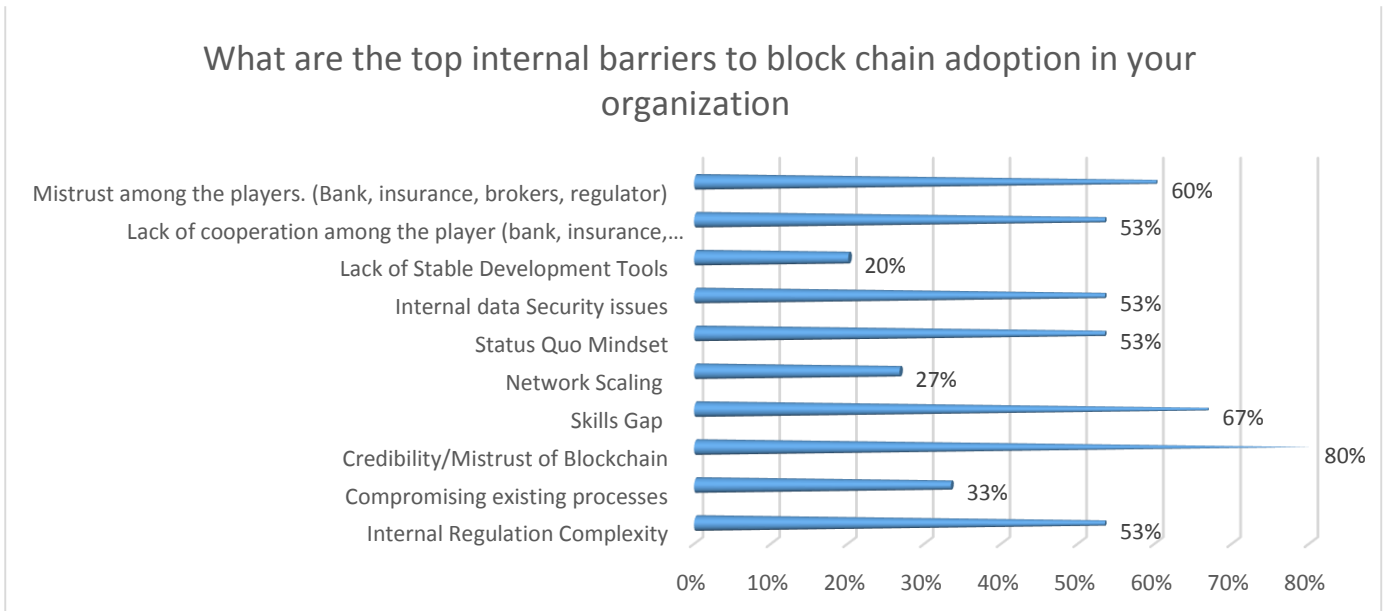 What are the top internal barriers to block chain adoption in your
organization
Mistrust among the players. (Bank, insurance, brokers, regulator)
60%
Lack of cooperation among the player (bank, insurance,…
53%
Lack of Stable Development Tools
20%
Internal data Security issues
53%
Status Quo Mindset
53%
Network Scaling
27%
Skills Gap
67%
Credibility/Mistrust of Blockchain
80%
Compromising existing processes
33%
Internal Regulation Complexity
53%
0% 10% 20% 30% 40% 50% 60% 70% 80%